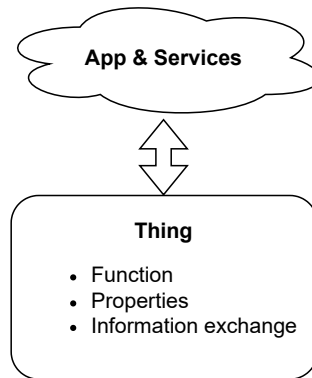 App & Services
Thing
• Function
• Properties
• Information exchange